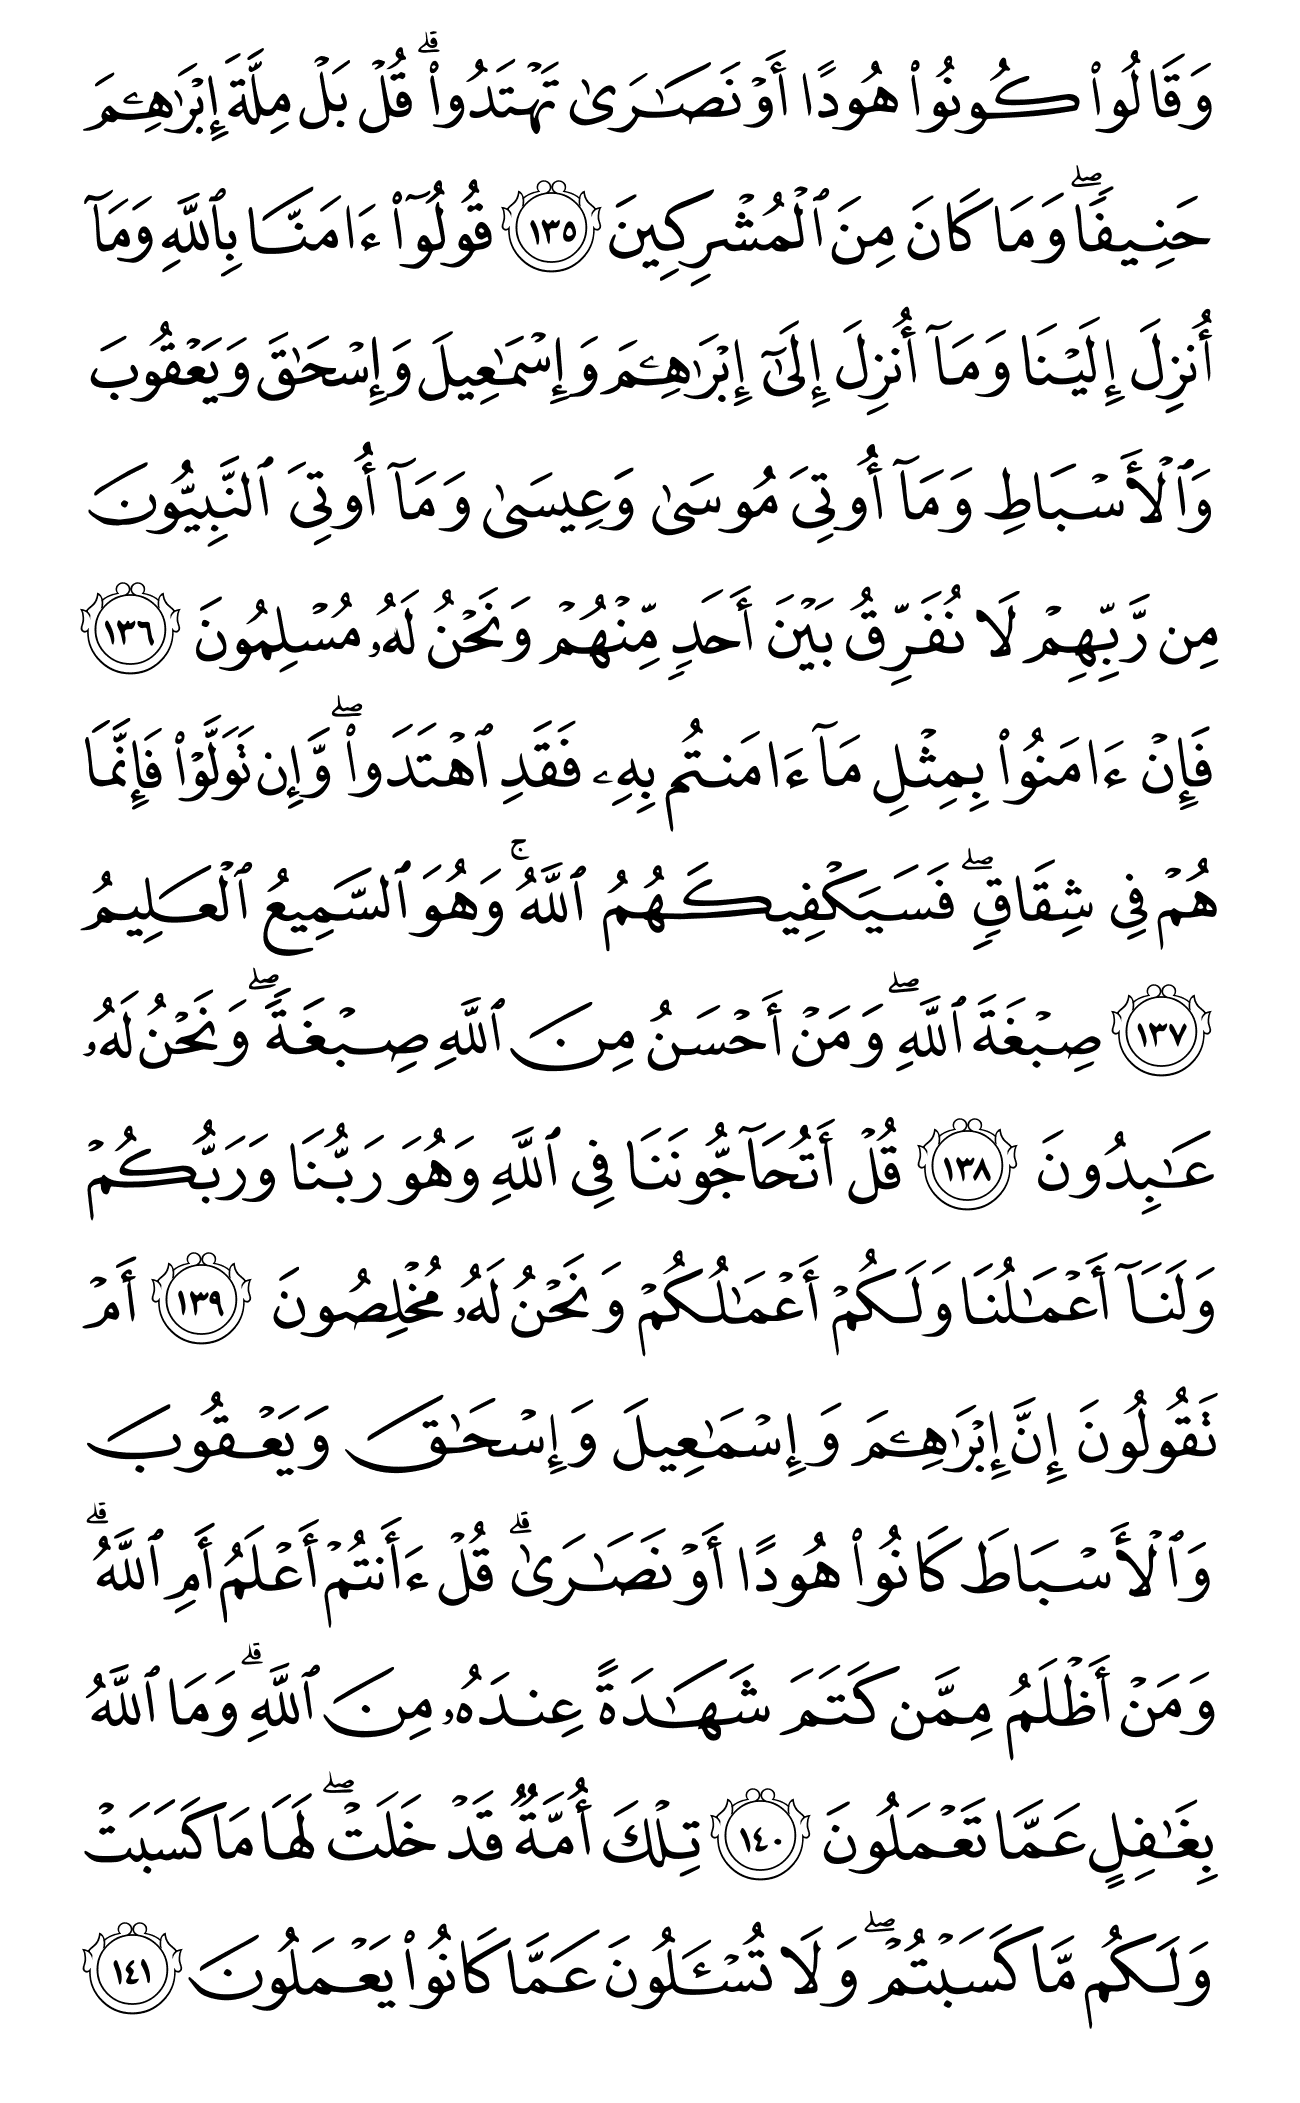 وَقَالُوا۟ كُونُوا۟ هُودًا أَوْ نَصَـٰرَىٰ تَهْتَدُوا۟ ۗ قُلْ بَلْ مِلَّةَ إِبْرَٰهِـۧمَ
حَنِيفًا ۖ وَمَا كَانَ مِنَ ٱلْمُشْرِكِينَ ١٣٥ قُولُوٓا۟ ءَامَنَّا بِٱللَّهِ وَمَآ
أُنزِلَ إِلَيْنَا وَمَآ أُنزِلَ إِلَىٰٓ إِبْرَٰهِـۧمَ وَإِسْمَـٰعِيلَ وَإِسْحَـٰقَ وَيَعْقُوبَ
وَٱلْأَسْبَاطِ وَمَآ أُوتِىَ مُوسَىٰ وَعِيسَىٰ وَمَآ أُوتِىَ ٱلنَّبِيُّونَ
مِن رَّبِّهِمْ لَا نُفَرِّقُ بَيْنَ أَحَدٍ مِّنْهُمْ وَنَحْنُ لَهُۥ مُسْلِمُونَ ١٣٦
فَإِنْ ءَامَنُوا۟ بِمِثْلِ مَآ ءَامَنتُم بِهِۦ فَقَدِ ٱهْتَدَوا۟ ۖ وَّإِن تَوَلَّوْا۟ فَإِنَّمَا
هُمْ فِى شِقَاقٍ ۖ فَسَيَكْفِيكَهُمُ ٱللَّهُ ۚ وَهُوَ ٱلسَّمِيعُ ٱلْعَلِيمُ
١٣٧ صِبْغَةَ ٱللَّهِ ۖ وَمَنْ أَحْسَنُ مِنَ ٱللَّهِ صِبْغَةً ۖ وَنَحْنُ لَهُۥ
عَـٰبِدُونَ ١٣٨ قُلْ أَتُحَآجُّونَنَا فِى ٱللَّهِ وَهُوَ رَبُّنَا وَرَبُّكُمْ
وَلَنَآ أَعْمَـٰلُنَا وَلَكُمْ أَعْمَـٰلُكُمْ وَنَحْنُ لَهُۥ مُخْلِصُونَ ١٣٩ أَمْ
تَقُولُونَ إِنَّ إِبْرَٰهِـۧمَ وَإِسْمَـٰعِيلَ وَإِسْحَـٰقَ وَيَعْقُوبَ
وَٱلْأَسْبَاطَ كَانُوا۟ هُودًا أَوْ نَصَـٰرَىٰ ۗ قُلْ ءَأَنتُمْ أَعْلَمُ أَمِ ٱللَّهُ ۗ
وَمَنْ أَظْلَمُ مِمَّن كَتَمَ شَهَـٰدَةً عِندَهُۥ مِنَ ٱللَّهِ ۗ وَمَا ٱللَّهُ
بِغَـٰفِلٍ عَمَّا تَعْمَلُونَ ١٤٠ تِلْكَ أُمَّةٌ قَدْ خَلَتْ ۖ لَهَا مَا كَسَبَتْ
وَلَكُم مَّا كَسَبْتُمْ ۖ وَلَا تُسْـَٔلُونَ عَمَّا كَانُوا۟ يَعْمَلُونَ ١٤١